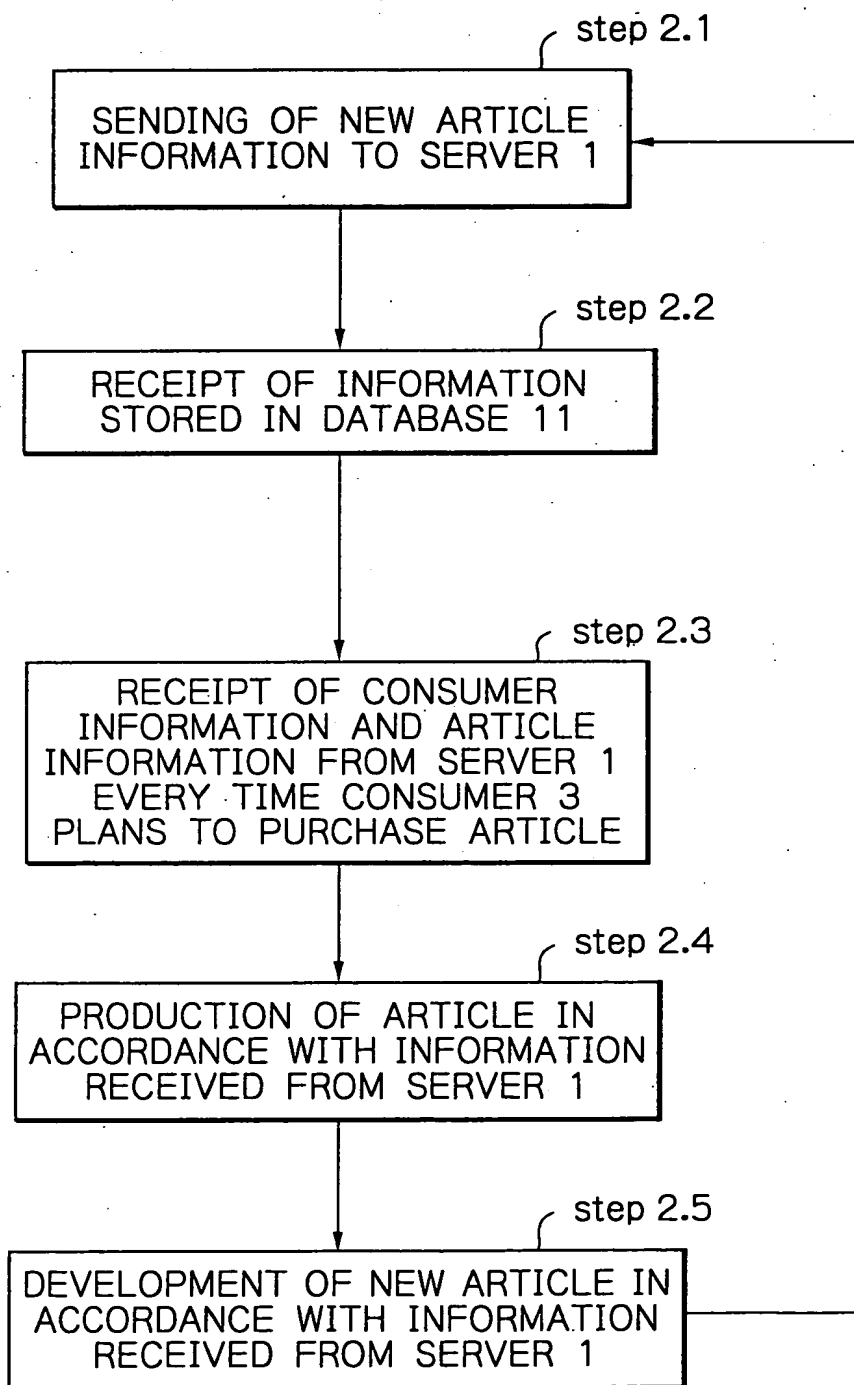 step 2.1
SENDING OF NEW ARTICLE
INFORMATION TO SERVER 1
step 2.2
RECEIPT OF INFORMATION
STORED IN DATABASE 11
step 2.3
RECEIPT OF CONSUMER
INFORMATION AND ARTICLE
INFORMATION FROM SERVER 1
EVERY TIME CONSUMER 3
PLANS TO PURCHASE ARTICLE
step 2.4
PRODUCTION OF ARTICLE IN
ACCORDANCE WITH INFORMATION
RECEIVED FROM SERVER 1
step 2.5
DEVELOPMENT OF NEW ARTICLE IN
ACCORDANCE WITH INFORMATION
RECEIVED FROM SERVER 1